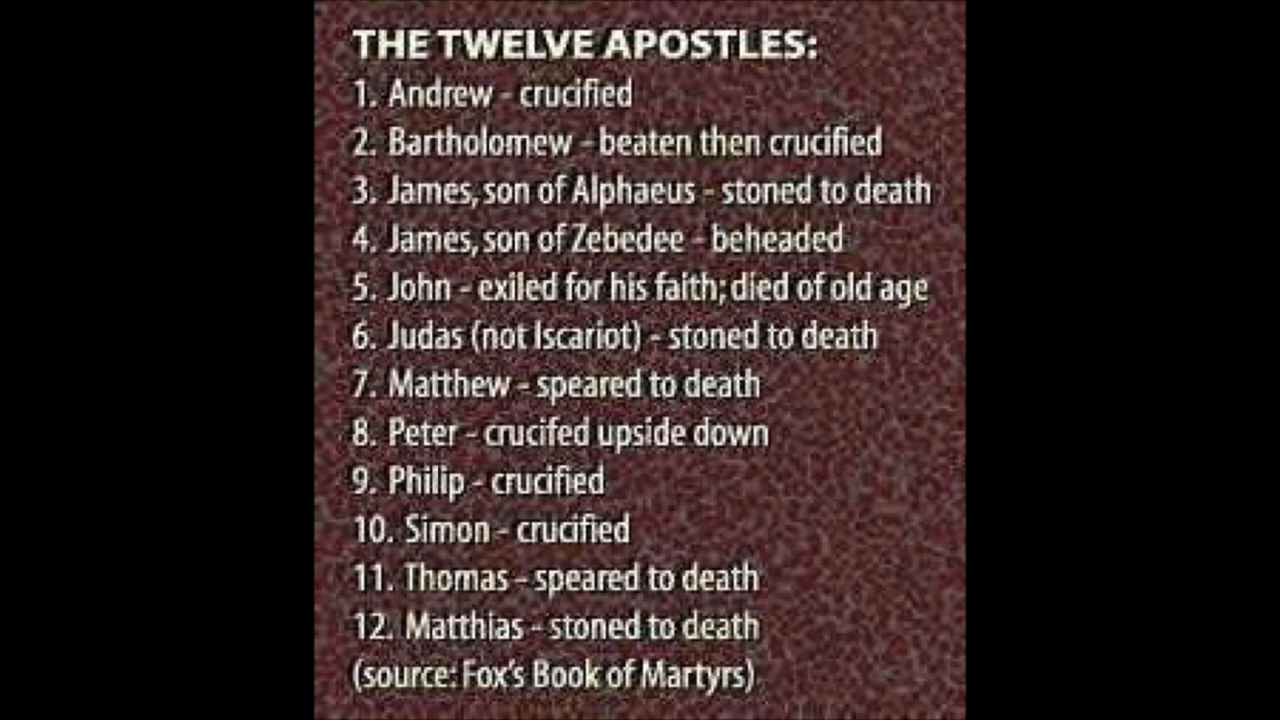 THE TWELVE APOSTLES:
1. Andrew - crucified
2. Bartholomew - beaten then crucified
3. James, son of Alphaeus - stoned to death
4. James, son of Zebedee - beheaded
5. John - exiled for his faith; died of old age
6. Judas (not Iscariot) - stoned to death
7. Matthew - speared to death
8. Peter - crucifed upside down
9. Philip - crucified
10. Simon - crucified
11. Thomas - speared to death
12. Matthias - stoned to death
(source: Fox's Book of Martyrs)